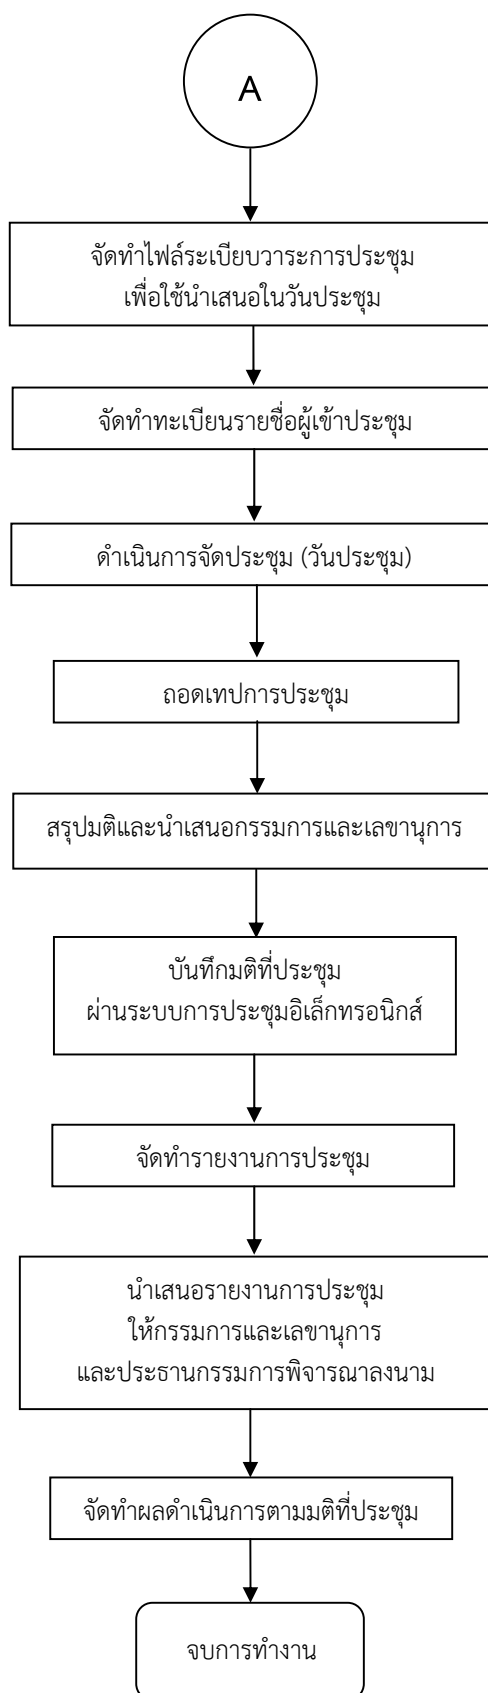 A
จัดทำไฟล์ระเบียบวาระการประชุม
เพื่อใช้นำเสนอในวันประชุม
จัดทำทะเบียนรายชื่อผู้เข้าประชุม
ดำเนินการจัดประชุม (วันประชุม)
ถอดเทปการประชุม
สรุปมติและนำเสนอกรรมการและเลขานุการ
บันทึกมติที่ประชุม
ผ่านระบบการประชุมอิเล็กทรอนิกส์
จัดทำรายงานการประชุม
นำเสนอรายงานการประชุม
ให้กรรมการและเลขานุการ
และประธานกรรมการพิจารณาลงนาม
จัดทำผลดำเนินการตามมติที่ประชุม
จบการทำงาน